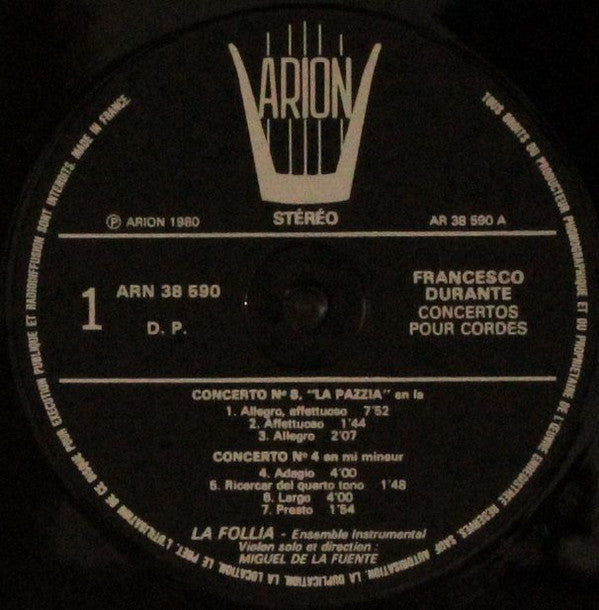 ARION
STÉRÉO
℗ ARION 1980
AR 38 590 A
1
ARN 38 590
D. P.
FRANCESCO
DURANTE
CONCERTOS
POUR CORDES
CONCERTO Nº 8, "LA PAZZIA" en la
1. Allegro, affettuoso 7'52
2. Affettuoso 1'44
3. Allegro 2'07
CONCERTO Nº 4 en mi mineur
4. Adagio 4'00
5. Ricercar del quarto tono 1'48
6. Largo 4'00
7. Presto 1'54
LA FOLLIA - Ensemble Instrumental
Violon solo et direction :
MIGUEL DE LA FUENTE
TOUS DROITS DU PRODUCTEUR PHONOGRAPHIQUE ET DU PROPRIETAIRE DE L'ŒUVRE ENREGISTREE RESERVES. SAUF AUTORISATION, LA DUPLICATION, LA LOCATION, LE PRET, L'UTILISATION DE CE DISQUE POUR EXECUTION PUBLIQUE ET RADIODIFFUSION SONT INTERDITS. MADE IN FRANCE